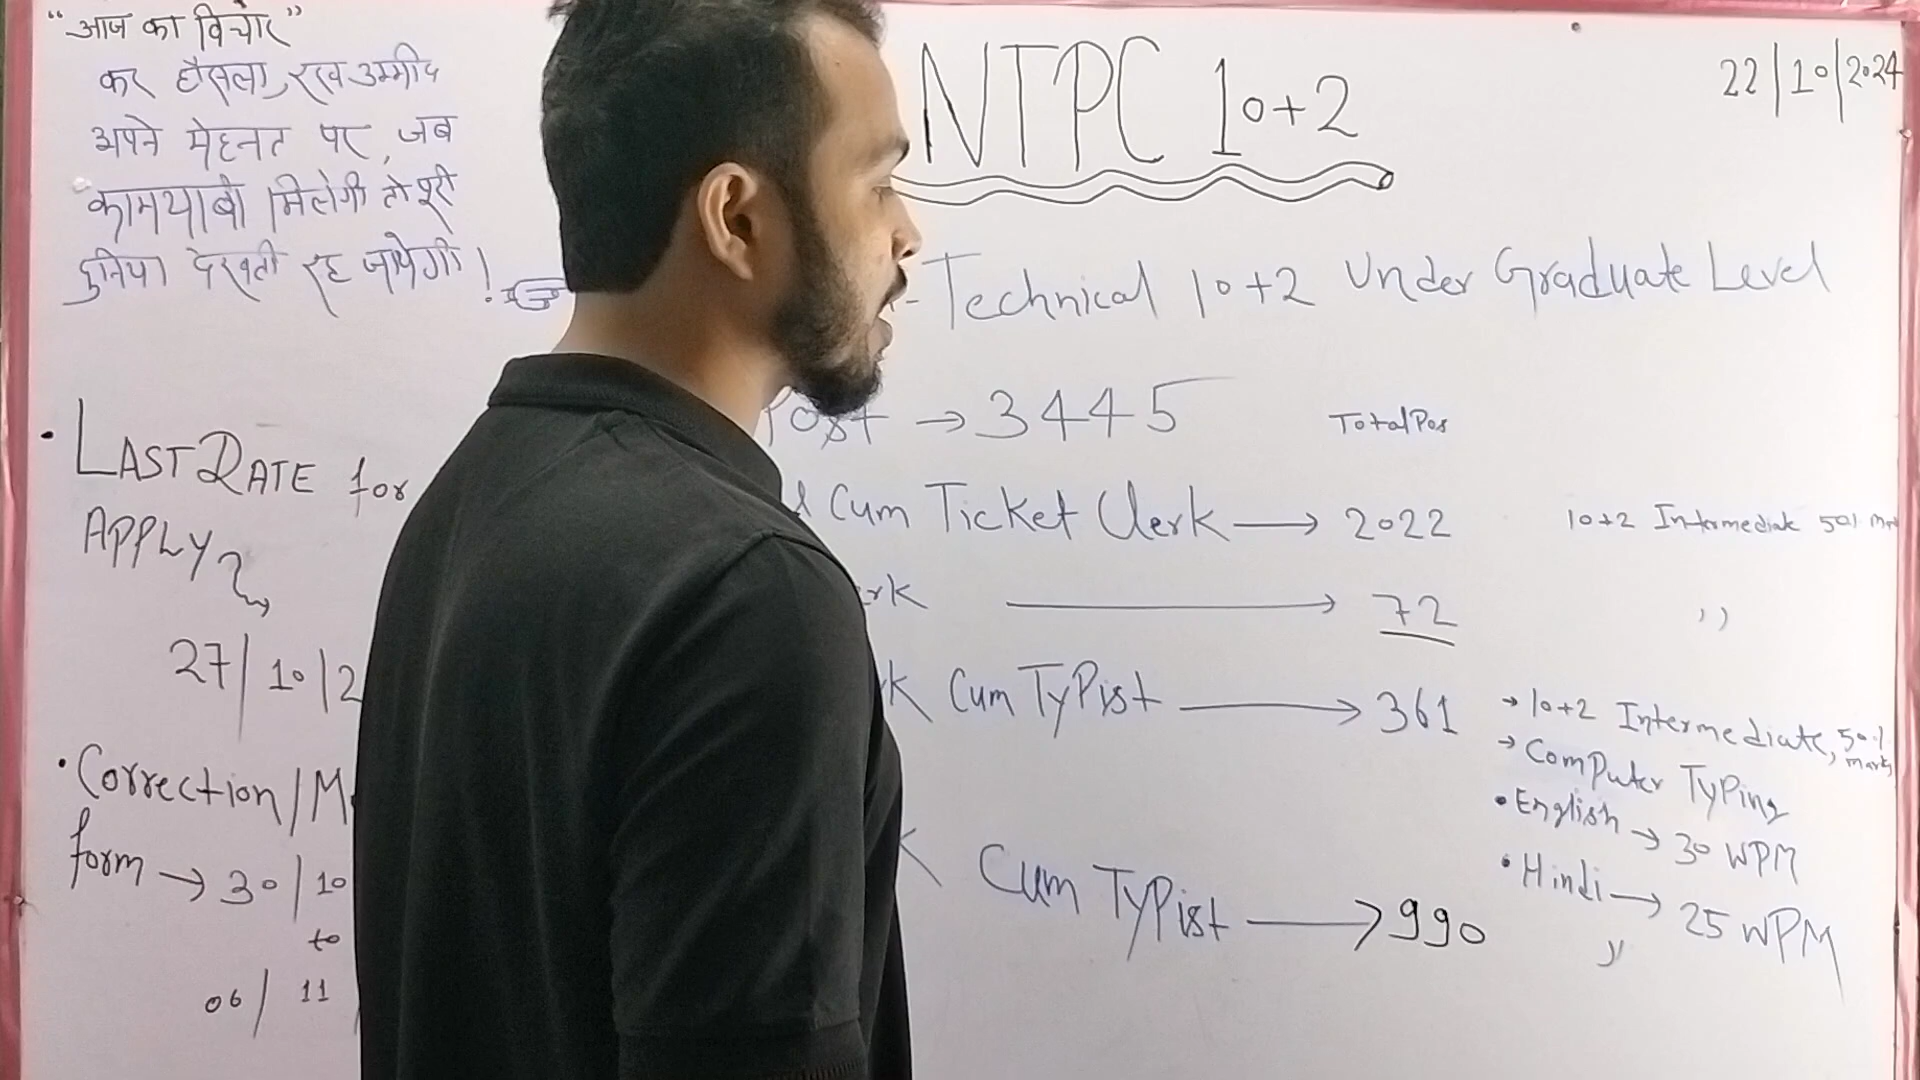 “आज का विचार”
कर हौसला, रख उम्मीद
अपने मेहनत पर, जब
कामयाबी मिलेगी तो पूरी
दुनिया देखती रह जायेगी!
NTPC 10+2
22/10/2024
-Technical 10+2 Under Graduate Level
Post → 3445
Total Pos
Cum Ticket Clerk → 2022
10+2 Intermediate 50%
rk → 72
,,
k Cum Typist → 361
→ 10+2 Intermediate, 50% marks
→ Computer Typing
• English → 30 WPM
• Hindi → 25 WPM
K Cum Typist → 990
,,
• LAST DATE for
APPLY
27/10/2
• Correction/M
form → 30/10
to
06/11